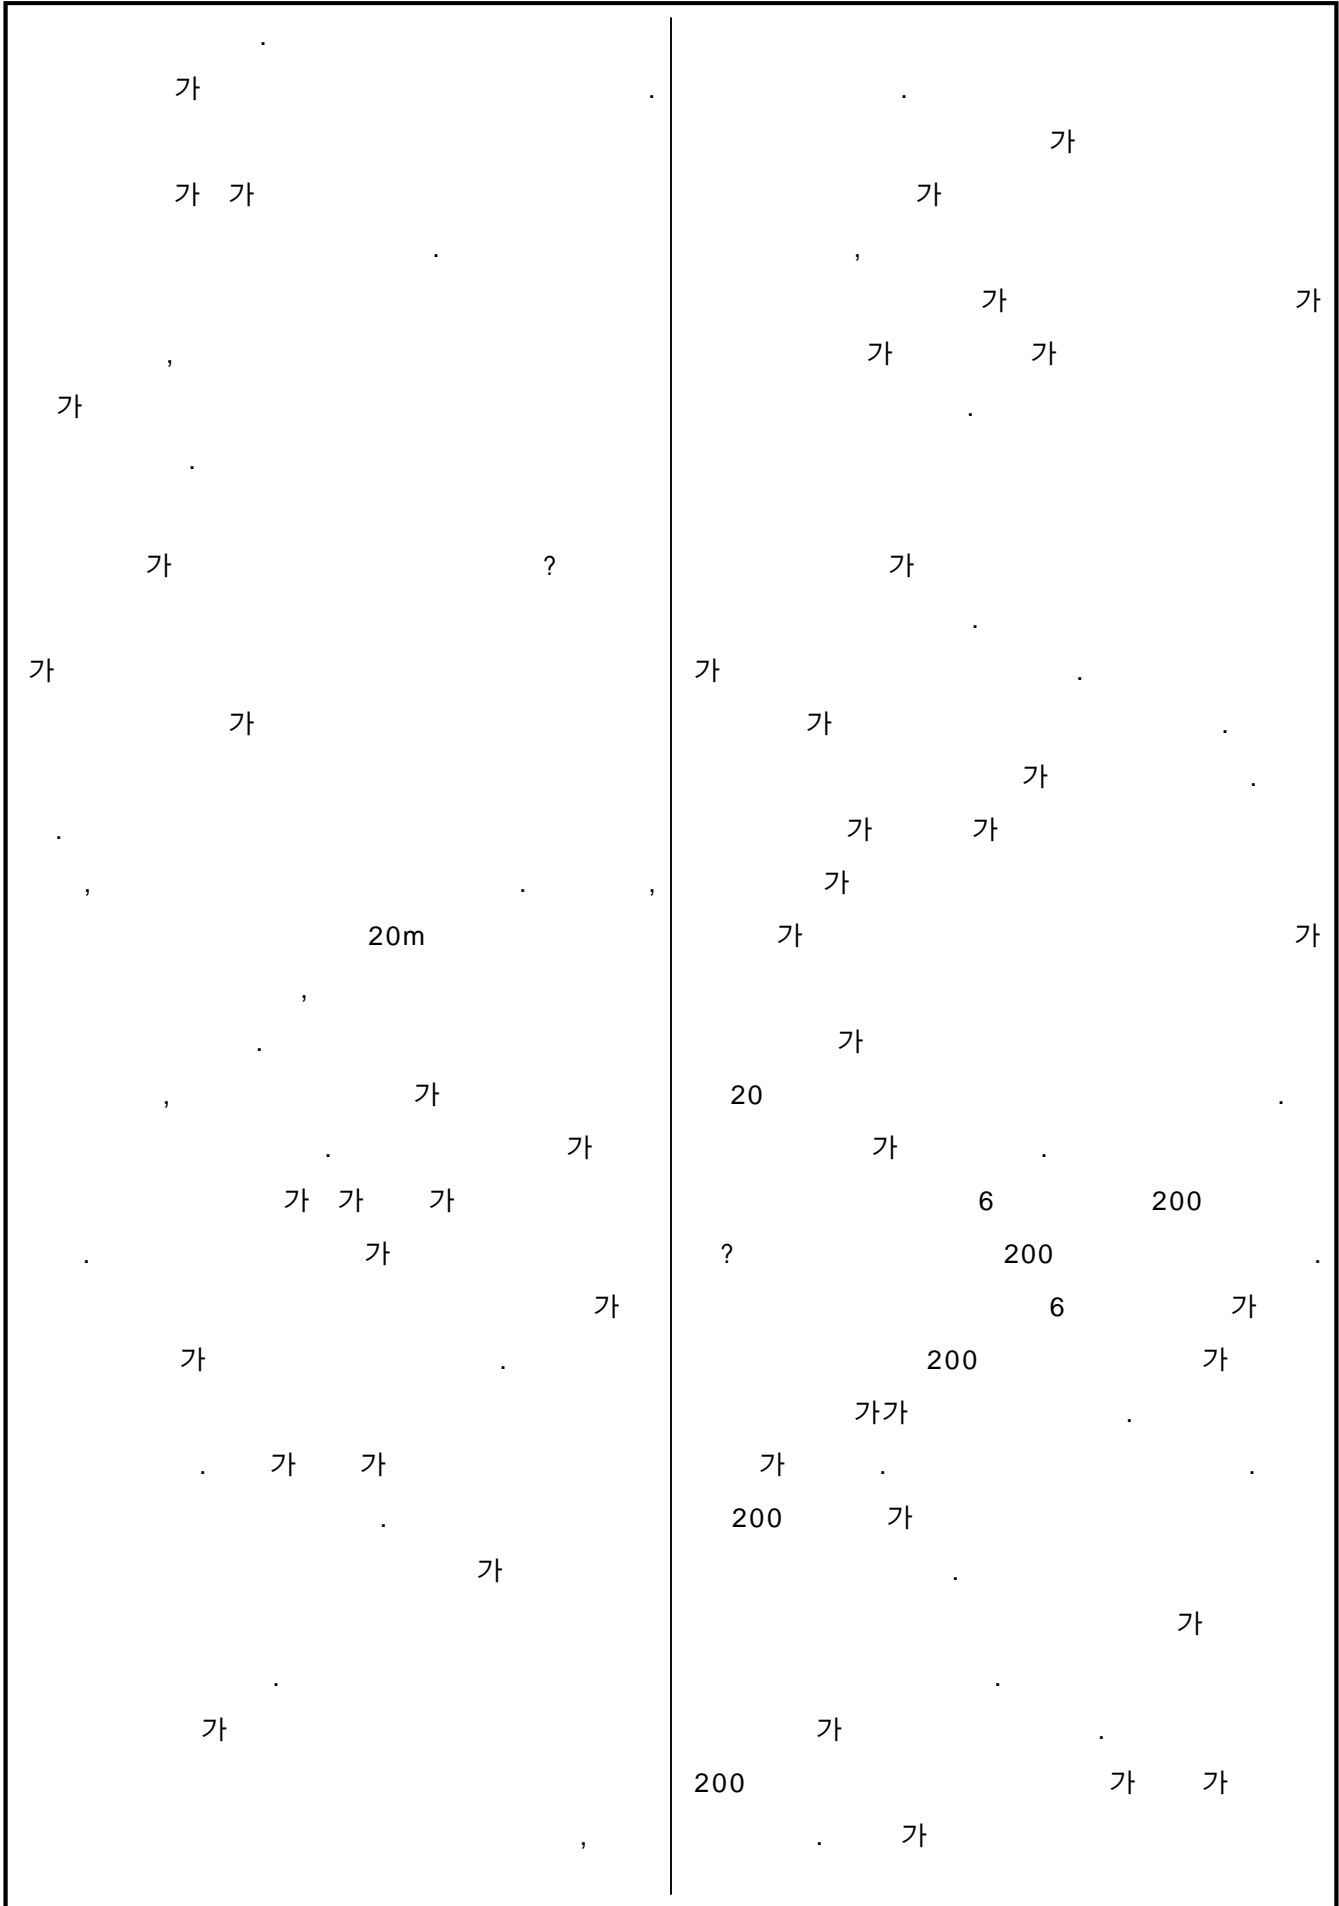 .
가 .
가 가
.
,
가
.
가 ?
가
가
.
, . ,
20m
,
.
, 가
. 가
가 가 가
. 가
가
가 .
. 가 가
.
가
.
가
,
.
가
가
,
가 가
가 가
.
가
.
가 .
가 .
가 .
가 가
가
가 가
가
20 .
가 .
6 200
? 200 .
6 가
200 가
가가 .
가 . .
200 가
.
가
.
가 .
200 가 가
. 가